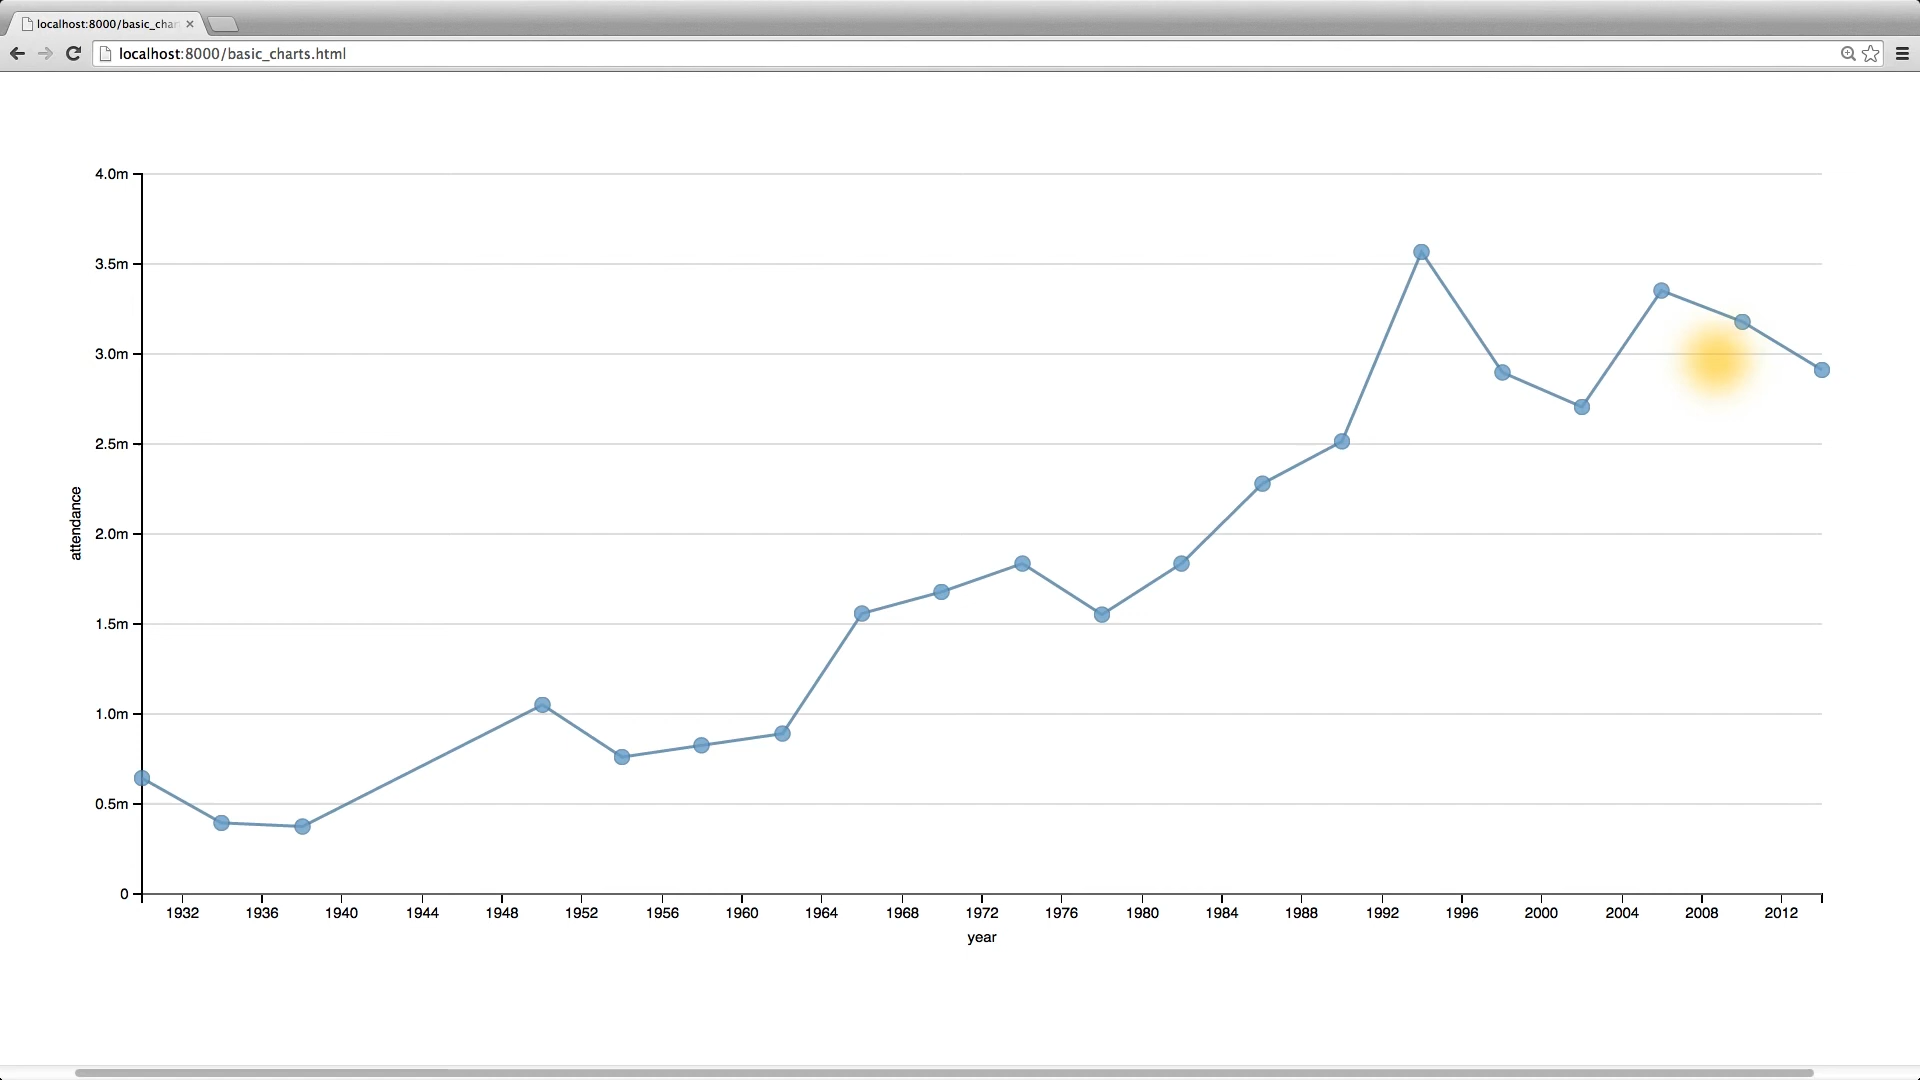 localhost:8000/basic_char
localhost:8000/basic_charts.html
4.0m
3.5m
3.0m
2.5m
2.0m
1.5m
1.0m
0.5m
0
attendance
1932 1936 1940 1944 1948 1952 1956 1960 1964 1968 1972 1976 1980 1984 1988 1992 1996 2000 2004 2008 2012
year